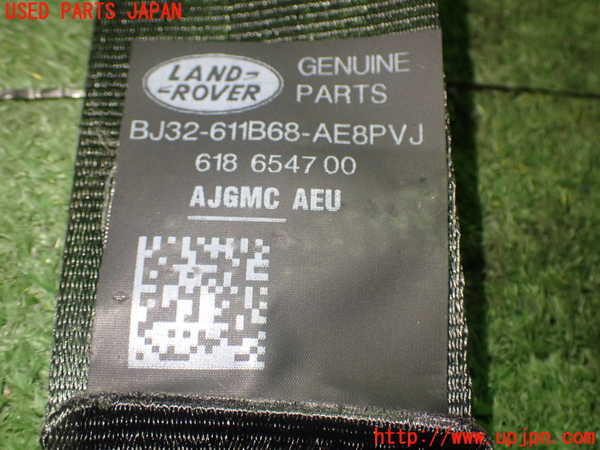 USED PARTS JAPAN
LAND-
-ROVER
GENUINE
PARTS
BJ32-611B68-AE8PVJ
618 6547 00
AJGMC AEU
http://www.upjpn.com/